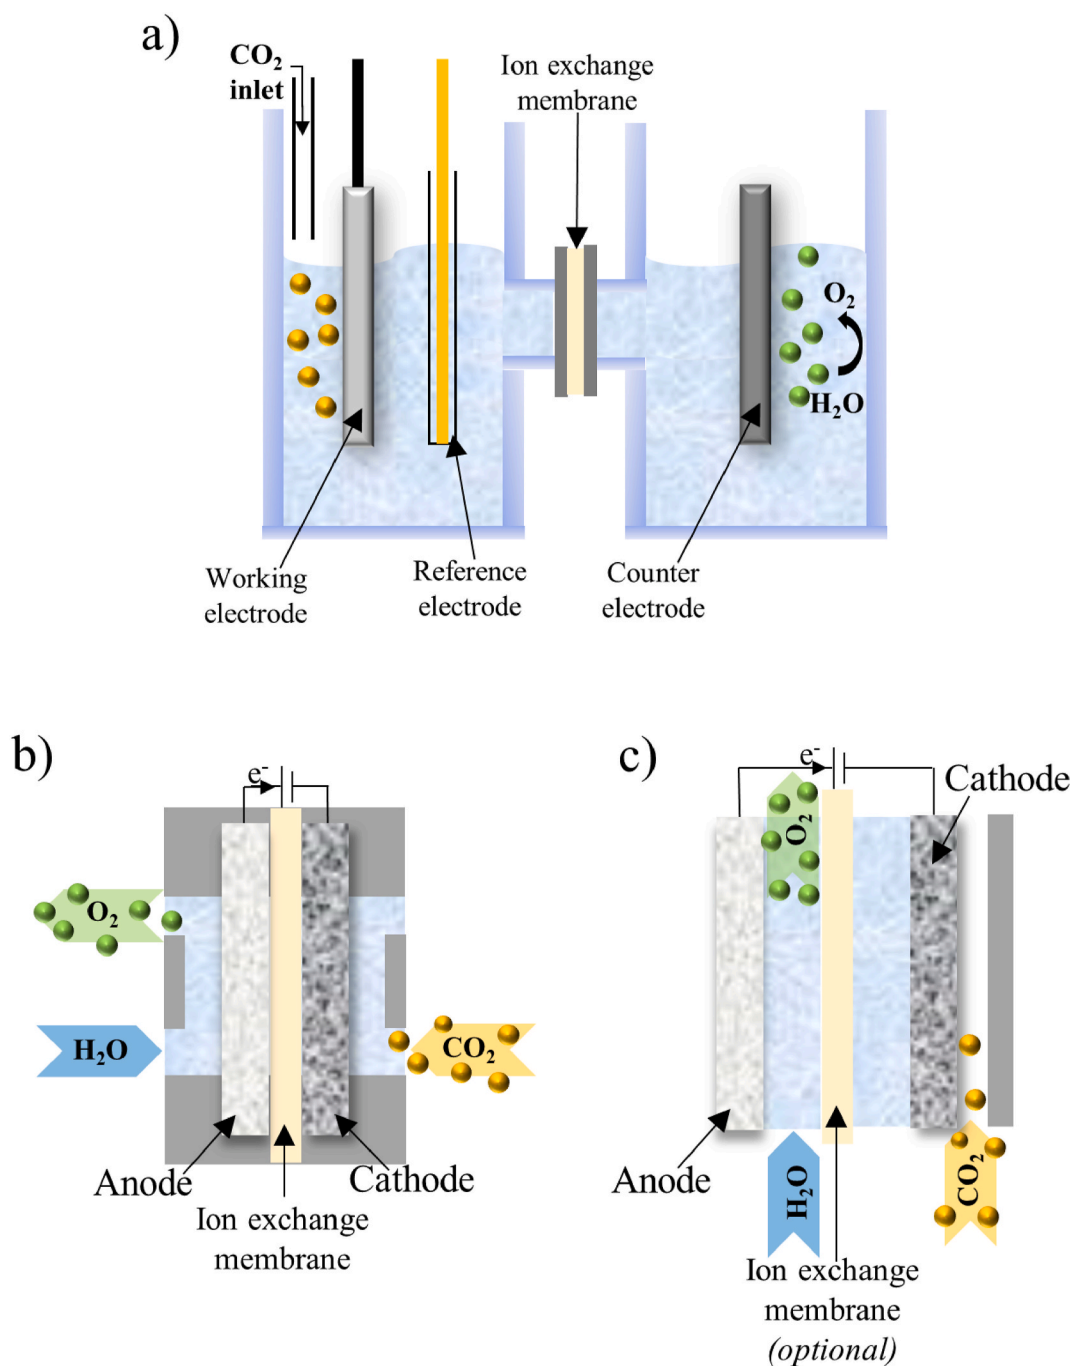 a)
CO₂
inlet
Ion exchange
membrane
O₂
H₂O
Working
electrode
Reference
electrode
Counter
electrode
b)
e⁻
O₂
H₂O
CO₂
Anode
Cathode
Ion exchange
membrane
c)
e⁻
Cathode
O₂
Anode
H₂O
CO₂
Ion exchange
membrane
(optional)